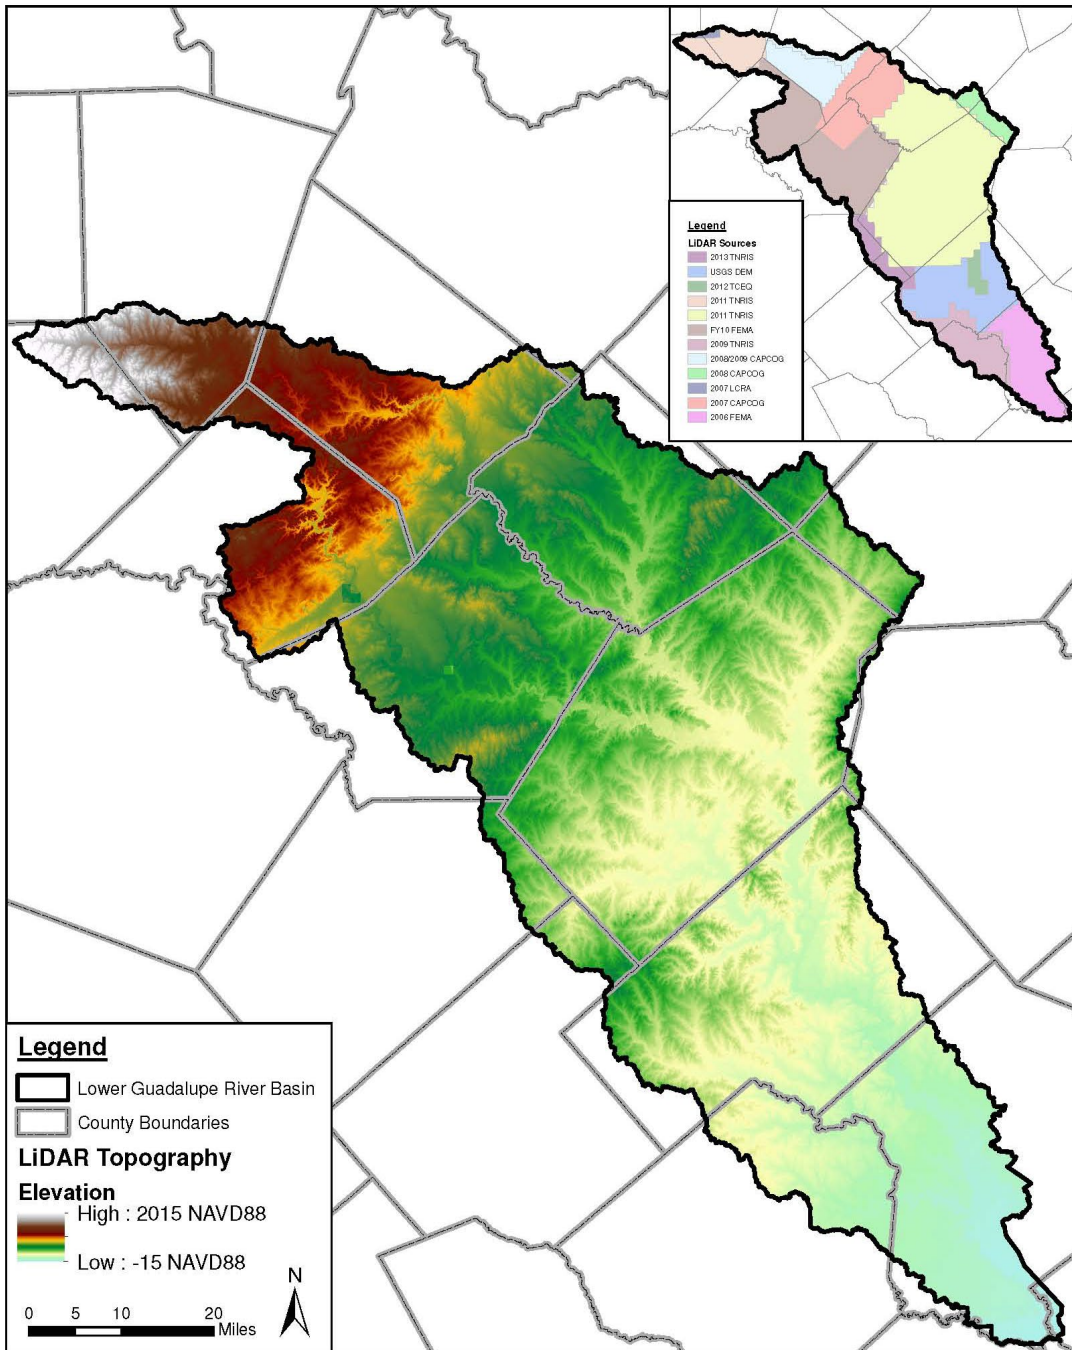 Legend
LiDAR Sources
2013 TNRIS
USGS DEM
2012 TCEQ
2011 TNRIS
2011 TNRIS
FY10 FEMA
2009 TNRIS
2008/2009 CAPCOG
2008 CAPCOG
2007 LCRA
2007 CAPCOG
2006 FEMA
Legend
Lower Guadalupe River Basin
County Boundaries
LiDAR Topography
Elevation
High : 2015 NAVD88
Low : -15 NAVD88
N
0 5 10 20
Miles